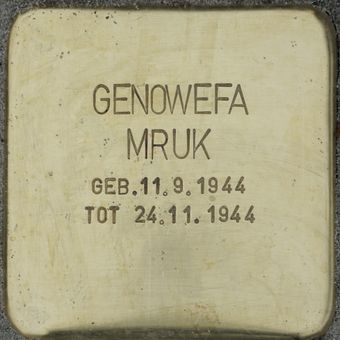 GENOWEFA
MRUK
GEB.11.9.1944
TOT 24.11.1944